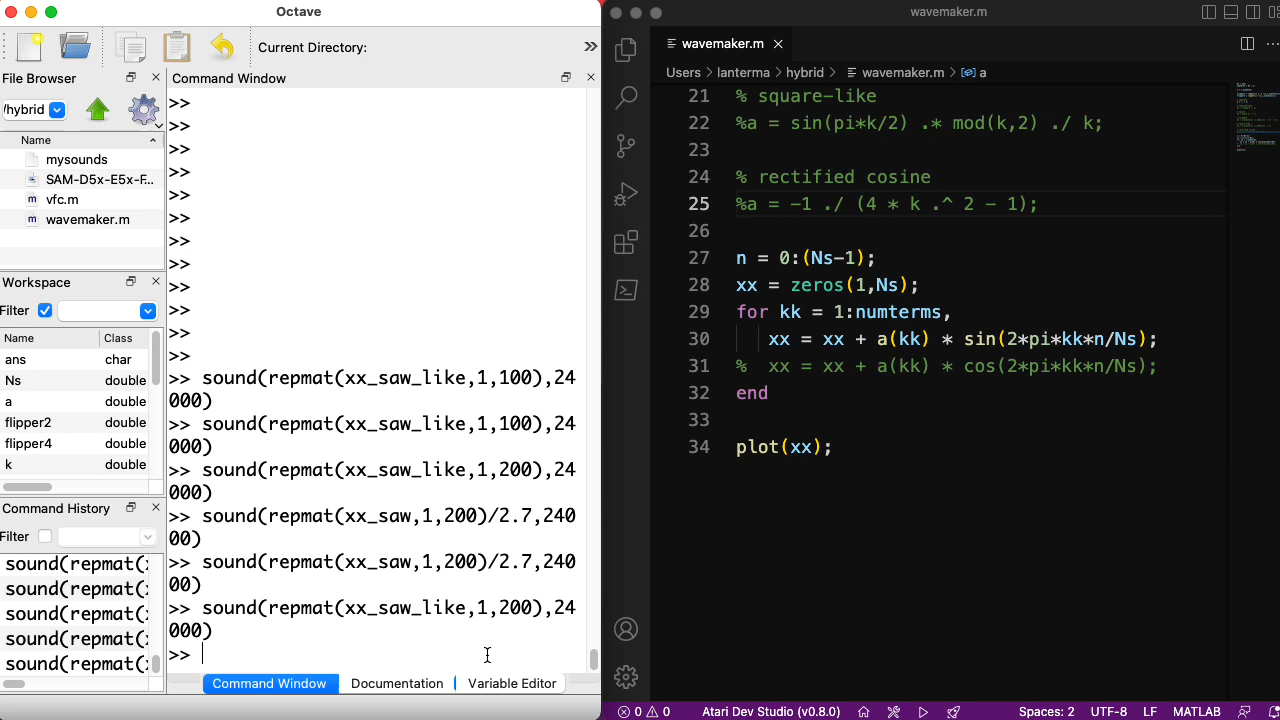 Octave
Current Directory:
»
File Browser
/hybrid
Name
mysounds
SAM-D5x-E5x-F...
vfc.m
wavemaker.m
Workspace
Filter
Name Class
ans char
Ns double
a double
flipper2 double
flipper4 double
k double
Command History
Filter
sound(repmat(
sound(repmat(
sound(repmat(
sound(repmat(
sound(repmat(
Command Window
>>
>>
>>
>>
>>
>>
>>
>>
>>
>>
>>
>>
>> sound(repmat(xx_saw_like,1,100),24
000)
>> sound(repmat(xx_saw_like,1,100),24
000)
>> sound(repmat(xx_saw_like,1,200),24
000)
>> sound(repmat(xx_saw,1,200)/2.7,240
00)
>> sound(repmat(xx_saw,1,200)/2.7,240
00)
>> sound(repmat(xx_saw_like,1,200),24
000)
>>
Command Window Documentation Variable Editor
wavemaker.m
wavemaker.m
Users > lanterma > hybrid > wavemaker.m > a
21 % square-like
22 %a = sin(pi*k/2) .* mod(k,2) ./ k;
23
24 % rectified cosine
25 %a = -1 ./ (4 * k .^ 2 - 1);
26
27 n = 0:(Ns-1);
28 xx = zeros(1,Ns);
29 for kk = 1:numterms,
30 xx = xx + a(kk) * sin(2*pi*kk*n/Ns);
31 % xx = xx + a(kk) * cos(2*pi*kk*n/Ns);
32 end
33
34 plot(xx);
0 0 Atari Dev Studio (v0.8.0) Spaces: 2 UTF-8 LF MATLAB